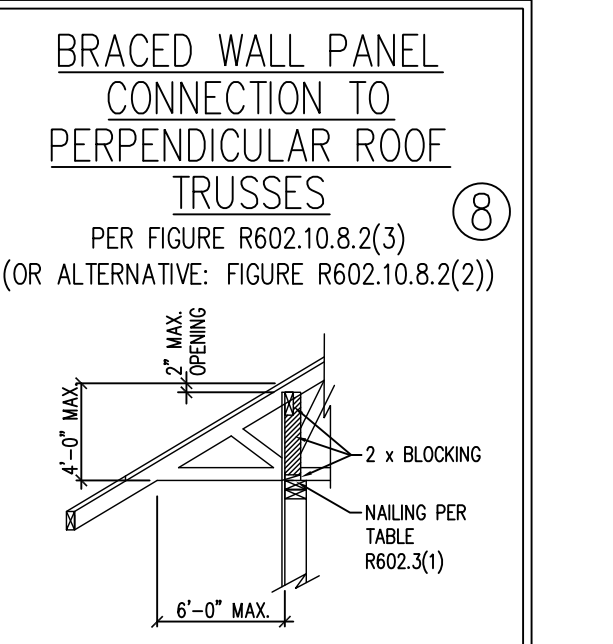 BRACED WALL PANEL
CONNECTION TO
PERPENDICULAR ROOF
TRUSSES
8
PER FIGURE R602.10.8.2(3)
(OR ALTERNATIVE: FIGURE R602.10.8.2(2))
2" MAX.
OPENING
4'-0" MAX.
2 x BLOCKING
NAILING PER
TABLE
R602.3(1)
6'-0" MAX.